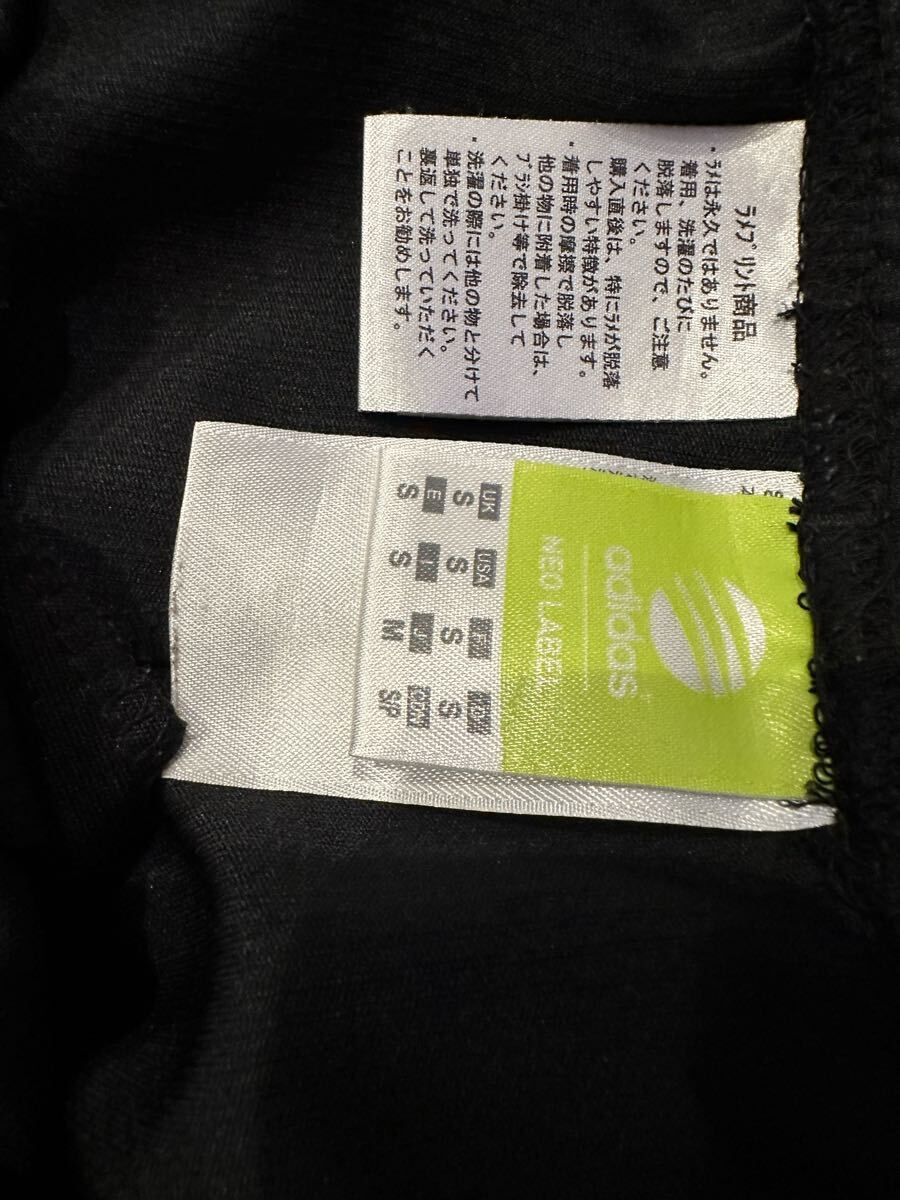 ﾗﾒﾌﾟﾘﾝﾄ商品
・ﾗﾒは永久ではありません。
着用、洗濯のたびに
脱落しますので、ご注意
ください。
購入直後は、特にﾗﾒが脱落
しやすい特徴があります。
・着用時の摩擦で脱落し
他の物に附着した場合は、
ﾌﾞﾗｼ掛け等で除去して
ください。
・洗濯の際には他の物と分けて
単独で洗ってください。
裏返して洗っていただく
ことをお勧めします。
adidas
NEO LABEL
UK USA
S S S S
E
S S M S/P